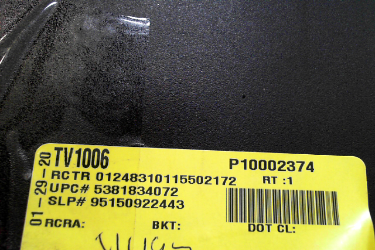 TV1006
P10002374
RCTR 01248310115502172 RT :1
UPC# 5381834072
SLP# 95150922443
RCRA: BKT: DOT CL:
01-29-20